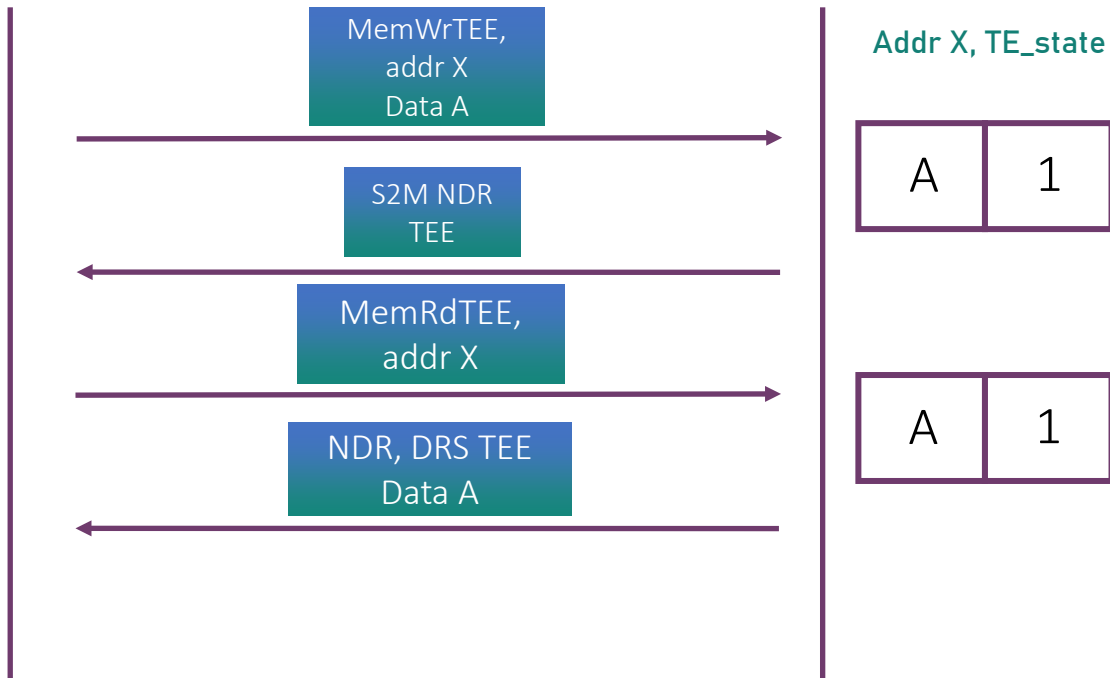 MemWrTEE,
addr X
Data A
Addr X, TE_state
A 1
S2M NDR
TEE
MemRdTEE,
addr X
A 1
NDR, DRS TEE
Data A